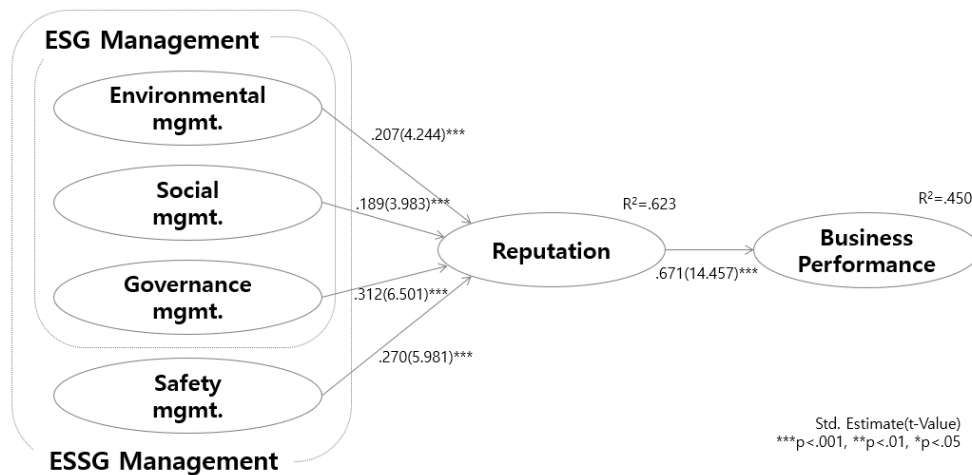 ESG Management
Environmental
mgmt.
.207(4.244)***
Social
mgmt.
.189(3.983)***
R²=.623
R²=.450
Reputation
Business
Performance
.671(14.457)***
Governance
mgmt.
.312(6.501)***
.270(5.981)***
Safety
mgmt.
ESSG Management
Std. Estimate(t-Value)
***p<.001, **p<.01, *p<.05